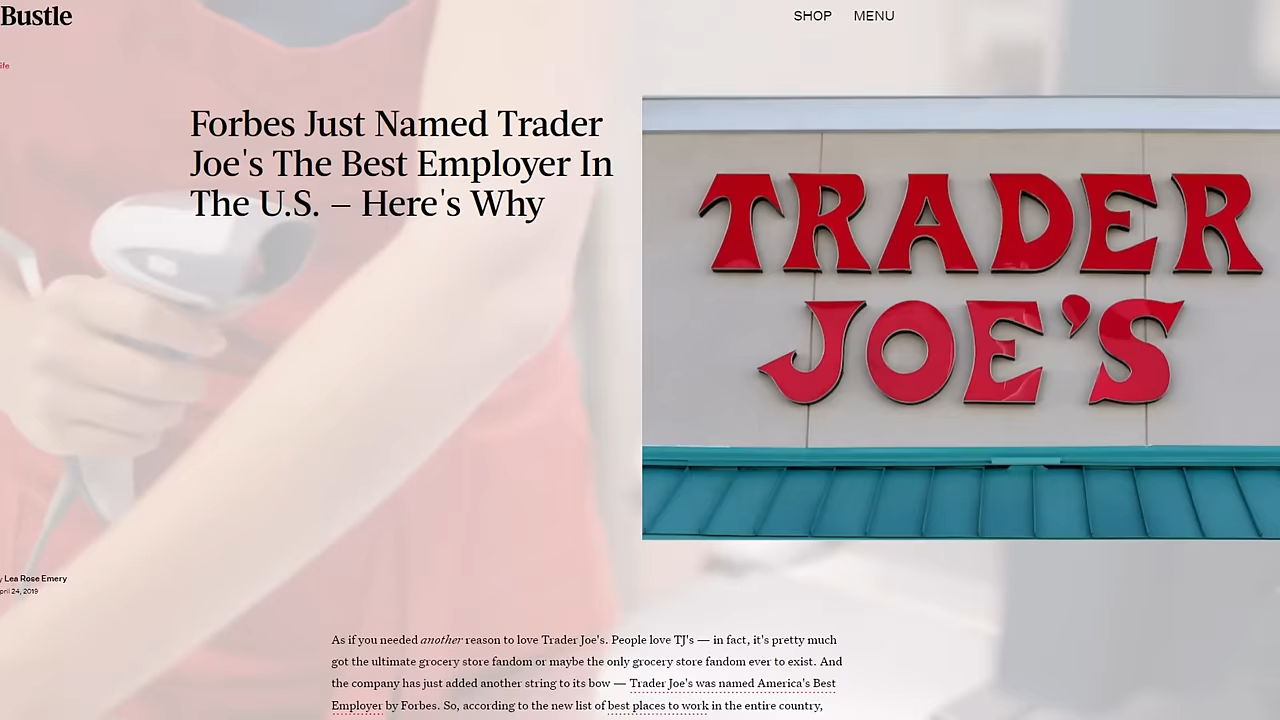 Bustle
SHOP MENU
ife
Forbes Just Named Trader
Joe's The Best Employer In
The U.S. – Here's Why
TRADER
JOE'S
y Lea Rose Emery
pril 24, 2019
As if you needed another reason to love Trader Joe's. People love TJ's — in fact, it's pretty much
got the ultimate grocery store fandom or maybe the only grocery store fandom ever to exist. And
the company has just added another string to its bow — Trader Joe's was named America's Best
Employer by Forbes. So, according to the new list of best places to work in the entire country,